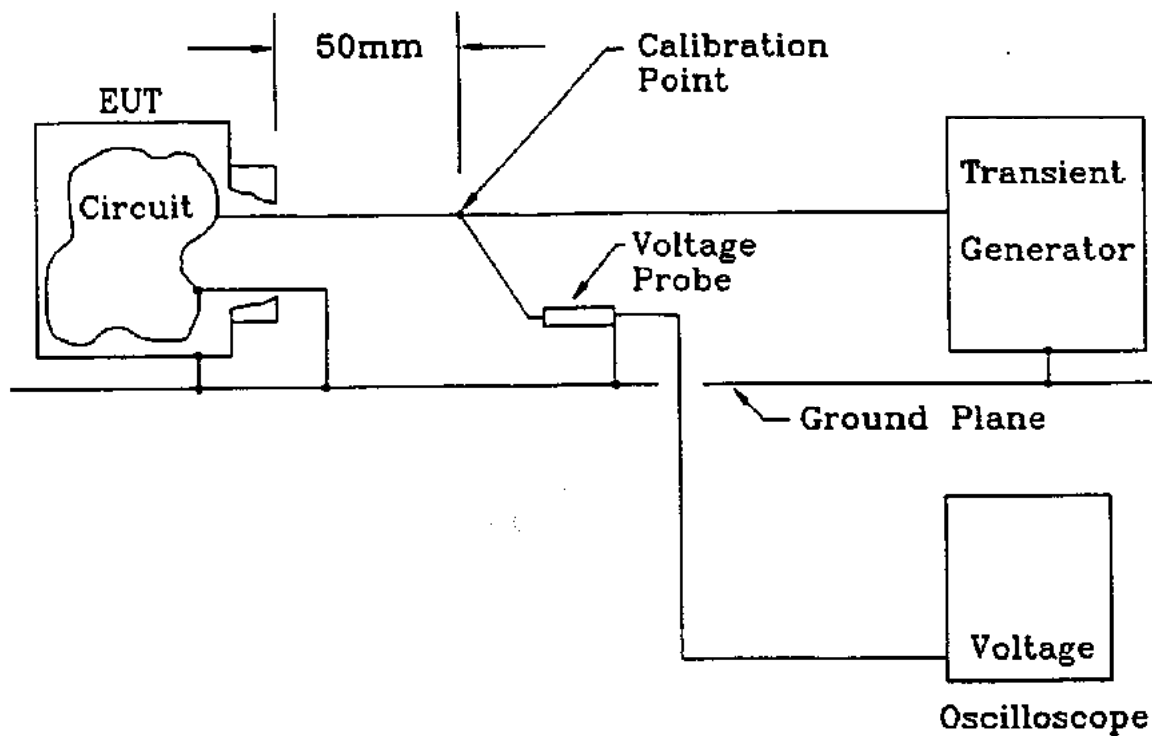 50mm
Calibration
Point
EUT
Circuit
Transient
Generator
Voltage
Probe
Ground Plane
Voltage
Oscilloscope